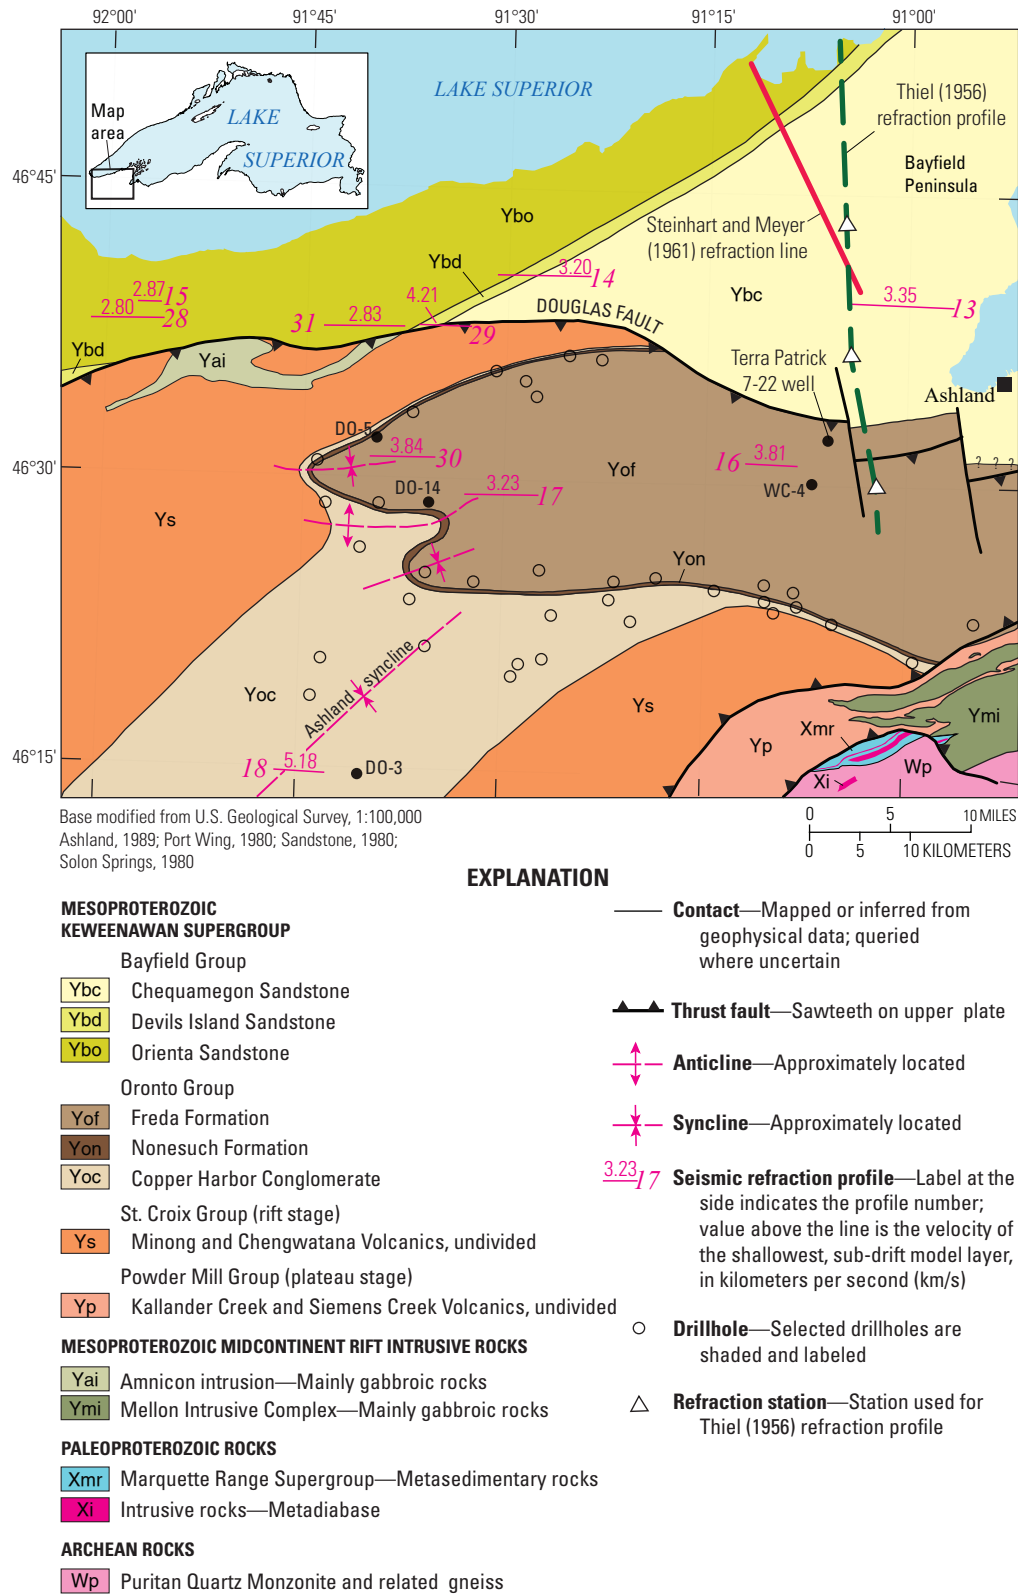 92°00'
91°45'
91°30'
91°15'
91°00'
Map
area
LAKE
SUPERIOR
LAKE SUPERIOR
Thiel (1956)
refraction profile
46°45'
Bayfield
Peninsula
Ybo
Steinhart and Meyer
(1961) refraction line
Ybd
3.20 14
Ybc
2.87 15
2.80 28
4.21
29
31 2.83
DOUGLAS FAULT
3.35
13
Ybd
Yai
Terra Patrick
7-22 well
Ashland
DO-5
46°30'
3.84
30
Yof
16 3.81
? ? ?
DO-14
3.23
17
WC-4
Ys
Yon
Ashland syncline
Yoc
Ys
Xmr
Ymi
Yp
46°15'
18 5.18
DO-3
Xi
Wp
Base modified from U.S. Geological Survey, 1:100,000
Ashland, 1989; Port Wing, 1980; Sandstone, 1980;
Solon Springs, 1980
0 5 10 MILES
0 5 10 KILOMETERS
EXPLANATION
MESOPROTEROZOIC
KEWEENAWAN SUPERGROUP
Bayfield Group
Ybc Chequamegon Sandstone
Ybd Devils Island Sandstone
Ybo Orienta Sandstone
Oronto Group
Yof Freda Formation
Yon Nonesuch Formation
Yoc Copper Harbor Conglomerate
St. Croix Group (rift stage)
Ys Minong and Chengwatana Volcanics, undivided
Powder Mill Group (plateau stage)
Yp Kallander Creek and Siemens Creek Volcanics, undivided
MESOPROTEROZOIC MIDCONTINENT RIFT INTRUSIVE ROCKS
Yai Amnicon intrusion—Mainly gabbroic rocks
Ymi Mellon Intrusive Complex—Mainly gabbroic rocks
PALEOPROTEROZOIC ROCKS
Xmr Marquette Range Supergroup—Metasedimentary rocks
Xi Intrusive rocks—Metadiabase
ARCHEAN ROCKS
Wp Puritan Quartz Monzonite and related gneiss
Contact—Mapped or inferred from
geophysical data; queried
where uncertain
Thrust fault—Sawteeth on upper plate
Anticline—Approximately located
Syncline—Approximately located
3.23 17 Seismic refraction profile—Label at the
side indicates the profile number;
value above the line is the velocity of
the shallowest, sub-drift model layer,
in kilometers per second (km/s)
Drillhole—Selected drillholes are
shaded and labeled
Refraction station—Station used for
Thiel (1956) refraction profile